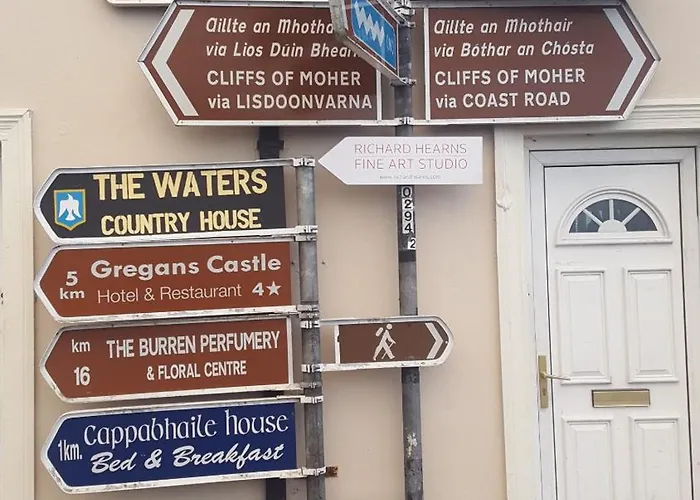 Aillte an Mhothair
via Lios Dúin
CLIFFS OF MOHER
via LISDOONVARNA
Aillte an Mhothair
via Bóthar an Chósta
CLIFFS OF MOHER
via COAST ROAD
RICHARD HEARNS
FINE ART STUDIO
0294
2
THE WATERS
COUNTRY HOUSE
5 km
Gregans Castle
Hotel & Restaurant 4★
km 16
THE BURREN PERFUMERY
& FLORAL CENTRE
1km. Cappabhaile house
Bed & Breakfast